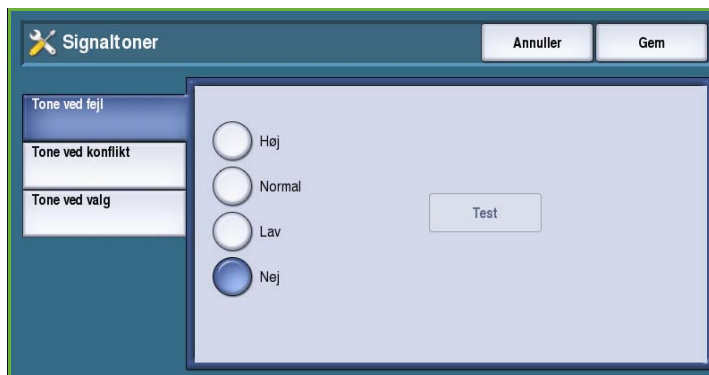 Signaltoner
Annuller
Gem
Tone ved fejl
Tone ved konflikt
Tone ved valg
Høj
Normal
Lav
Nej
Test